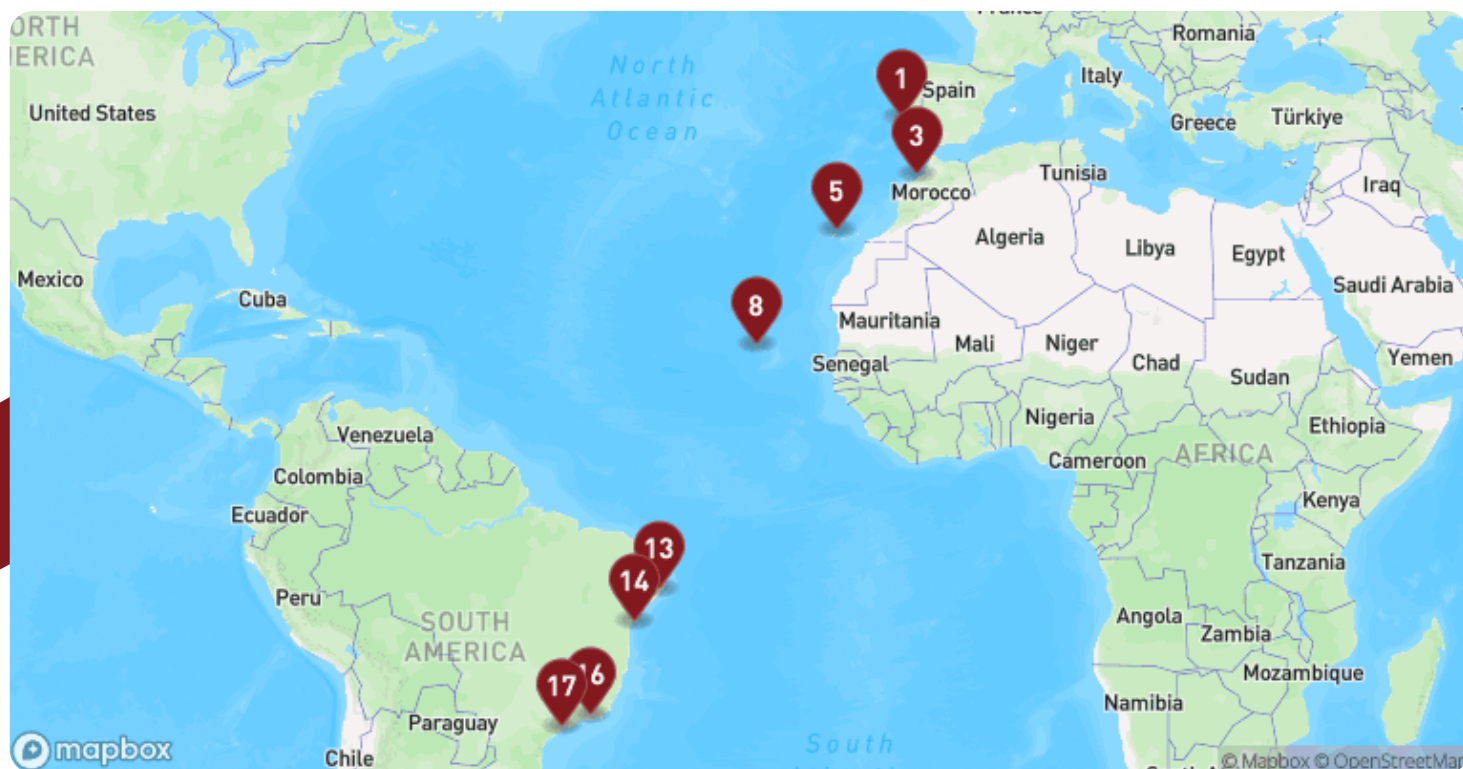 ORTH
ERICA
United States
North
Atlantic
Ocean
1
Spain
Italy
Romania
Greece
Türkiye
3
Tunisia
5
Morocco
Iraq
Algeria
Libya
Egypt
Mexico
Cuba
Saudi Arabia
8
Mauritania
Mali
Niger
Chad
Yemen
Senegal
Sudan
Nigeria
Ethiopia
Venezuela
Cameroon
AFRICA
Colombia
Kenya
Ecuador
13
14
Tanzania
Peru
SOUTH
AMERICA
Angola
Zambia
17
16
Mozambique
Namibia
Paraguay
South
Chile
mapbox
© Mapbox © OpenStreetMap